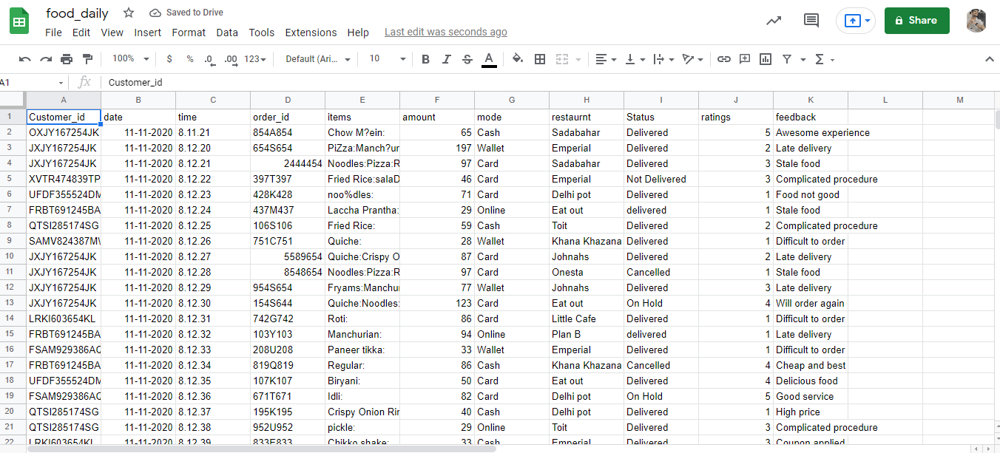 food_daily Saved to Drive
File Edit View Insert Format Data Tools Extensions Help Last edit was seconds ago
Share
100% $ % .0 .00 123 Default (Ari... 10 B I S A
A1 fx Customer_id
A B C D E F G H I J K L M
1 Customer_id date time order_id items amount mode restaurnt Status ratings feedback
2 OXJY167254JK 11-11-2020 8.11.21 854A854 Chow M?ein: 65 Cash Sadabahar Delivered 5 Awesome experience
3 JXJY167254JK 11-11-2020 8.12.20 654S654 PiZza:Manch?ur 197 Wallet Emperial Delivered 2 Late delivery
4 JXJY167254JK 11-11-2020 8.12.21 2444454 Noodles:Pizza:R 97 Card Sadabahar Delivered 3 Stale food
5 XVTR474839TP 11-11-2020 8.12.22 397T397 Fried Rice:salaD 46 Card Emperial Not Delivered 3 Complicated procedure
6 UFDF355524DM 11-11-2020 8.12.23 428K428 noo%dles: 71 Card Delhi pot Delivered 1 Food not good
7 FRBT691245BA 11-11-2020 8.12.24 437M437 Laccha Prantha: 29 Online Eat out delivered 1 Stale food
8 QTSI285174SG 11-11-2020 8.12.25 106S106 Fried Rice: 59 Cash Toit Delivered 2 Complicated procedure
9 SAMV824387MW 11-11-2020 8.12.26 751C751 Quiche: 28 Wallet Khana Khazana Delivered 1 Difficult to order
10 JXJY167254JK 11-11-2020 8.12.27 5589654 Quiche:Crispy O 87 Card Johnahs Delivered 2 Late delivery
11 JXJY167254JK 11-11-2020 8.12.28 8548654 Noodles:Pizza:R 97 Card Onesta Cancelled 1 Stale food
12 JXJY167254JK 11-11-2020 8.12.29 954S654 Fryams:Manchu 77 Wallet Johnahs Delivered 3 Late delivery
13 JXJY167254JK 11-11-2020 8.12.30 154S644 Quiche:Noodles: 123 Card Eat out On Hold 4 Will order again
14 LRKI603654KL 11-11-2020 8.12.31 742G742 Roti: 86 Card Little Cafe Delivered 1 Difficult to order
15 FRBT691245BA 11-11-2020 8.12.32 103Y103 Manchurian: 94 Online Plan B delivered 1 Late delivery
16 FSAM929386AQ 11-11-2020 8.12.33 208U208 Paneer tikka: 33 Wallet Emperial Delivered 1 Difficult to order
17 FRBT691245BA 11-11-2020 8.12.34 819Q819 Regular: 86 Cash Khana Khazana Cancelled 4 Cheap and best
18 UFDF355524DM 11-11-2020 8.12.35 107K107 Biryani: 50 Card Eat out Delivered 4 Delicious food
19 FSAM929386AQ 11-11-2020 8.12.36 671T671 Idli: 82 Card Delhi pot On Hold 5 Good service
20 QTSI285174SG 11-11-2020 8.12.37 195K195 Crispy Onion Rin 40 Cash Delhi pot Delivered 1 High price
21 QTSI285174SG 11-11-2020 8.12.38 952U952 pickle: 29 Online Toit Delivered 3 Complicated procedure
22 LRKI603654KL 11-11-2020 8.12.39 833E833 Chikko shake: 33 Cash Emperial Delivered 3 Coupon applied